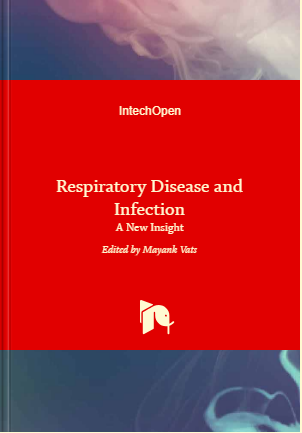 IntechOpen
Respiratory Disease and
Infection
A New Insight
Edited by Mayank Vats